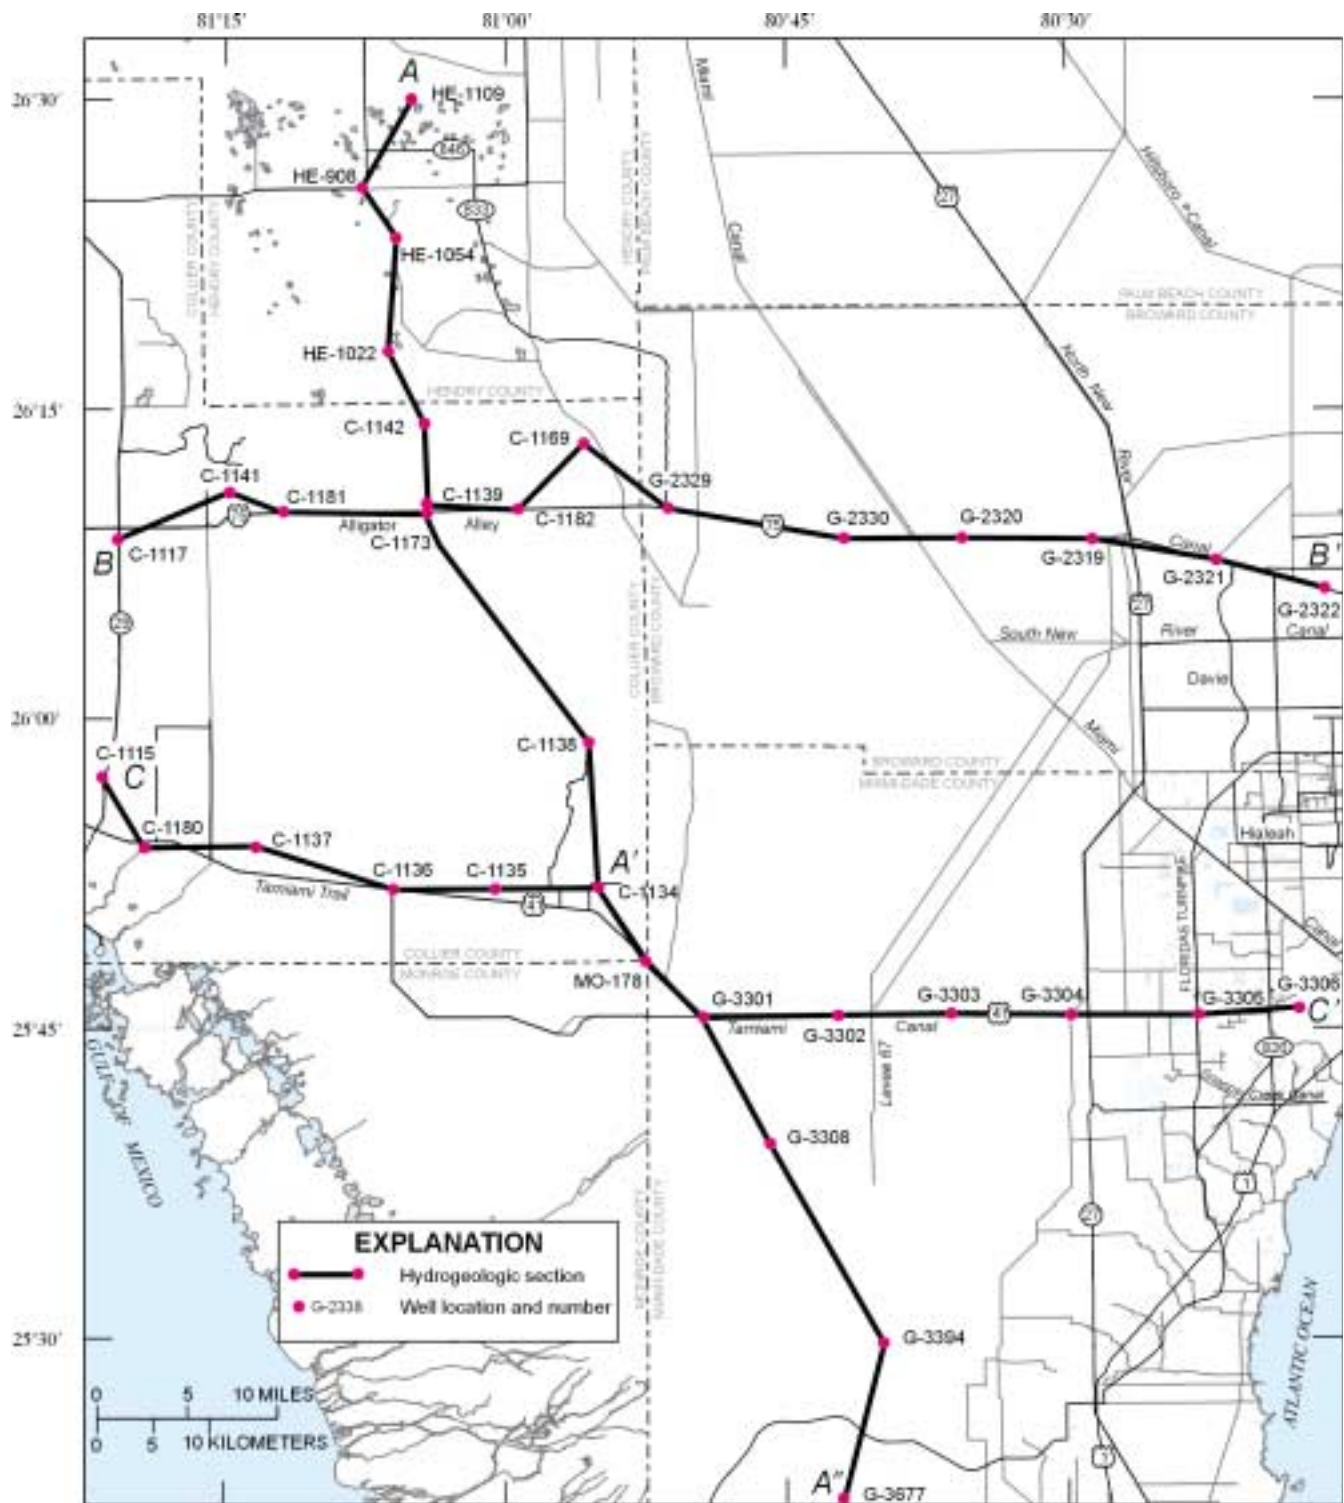 81°15' 81°00' 80°45' 80°30'
26°30'
A
HE-1109
846
HE-908
833
HE-1054
HE-1022
Miami
Canal
27
Hillsboro Canal
COLLIER COUNTY
HENDRY COUNTY
HENDRY COUNTY
PALM BEACH COUNTY
PALM BEACH COUNTY
BROWARD COUNTY
North New
River
Canal
HENDRY COUNTY
26°15'
C-1142
C-1169
C-1141
C-1181
C-1139
G-2329
C-1182
Alligator
Alley
C-1173
75
G-2330
G-2320
G-2319
G-2321
B'
G-2322
B
C-1117
29
27
South New
River
Canal
Davie
COLLIER COUNTY
BROWARD COUNTY
26°00'
C-1138
Miami
C-1115
C
BROWARD COUNTY
MIAMI-DADE COUNTY
C-1180
C-1137
Hialeah
C-1136
C-1135
A'
C-1134
Tamiami Trail
41
FLORIDAS TURNPIKE
Canal
COLLIER COUNTY
MONROE COUNTY
MO-178
G-3301
G-3302
G-3303
G-3304
G-3305
G-3306
C'
Tamiami
Canal
41
25°45'
Levee 67
GULF OF MEXICO
G-3308
1
27
MONROE COUNTY
MIAMI-DADE COUNTY
EXPLANATION
Hydrogeologic section
G-2338 Well location and number
25°30'
G-3394
0 5 10 MILES
0 5 10 KILOMETERS
ATLANTIC OCEAN
1
A"
G-3677